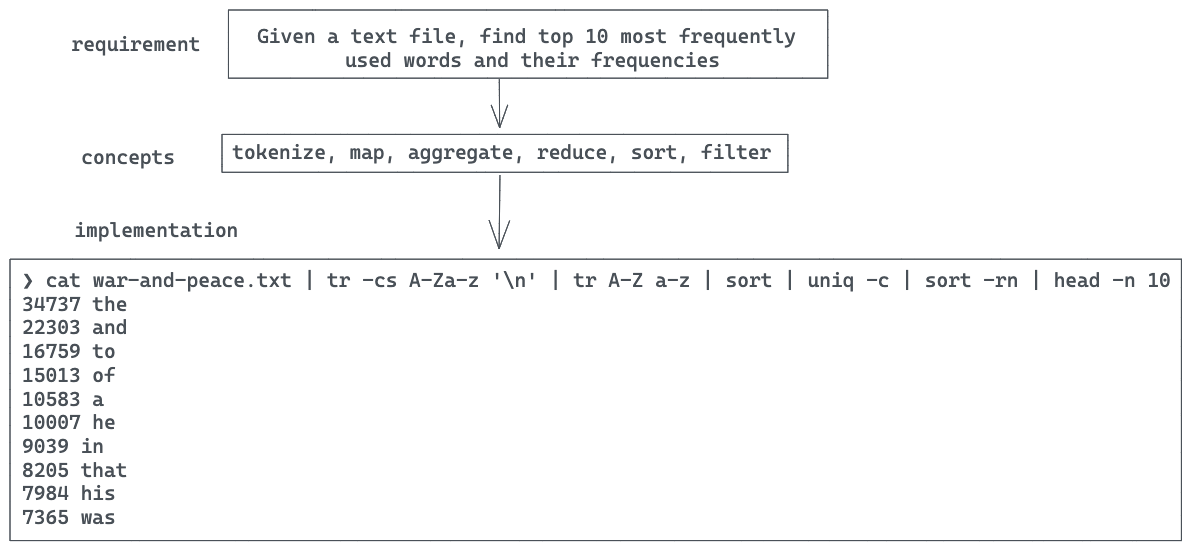 requirement
Given a text file, find top 10 most frequently
used words and their frequencies
concepts
tokenize, map, aggregate, reduce, sort, filter
implementation
❯ cat war-and-peace.txt | tr -cs A-Za-z '\n' | tr A-Z a-z | sort | uniq -c | sort -rn | head -n 10
34737 the
22303 and
16759 to
15013 of
10583 a
10007 he
9039 in
8205 that
7984 his
7365 was